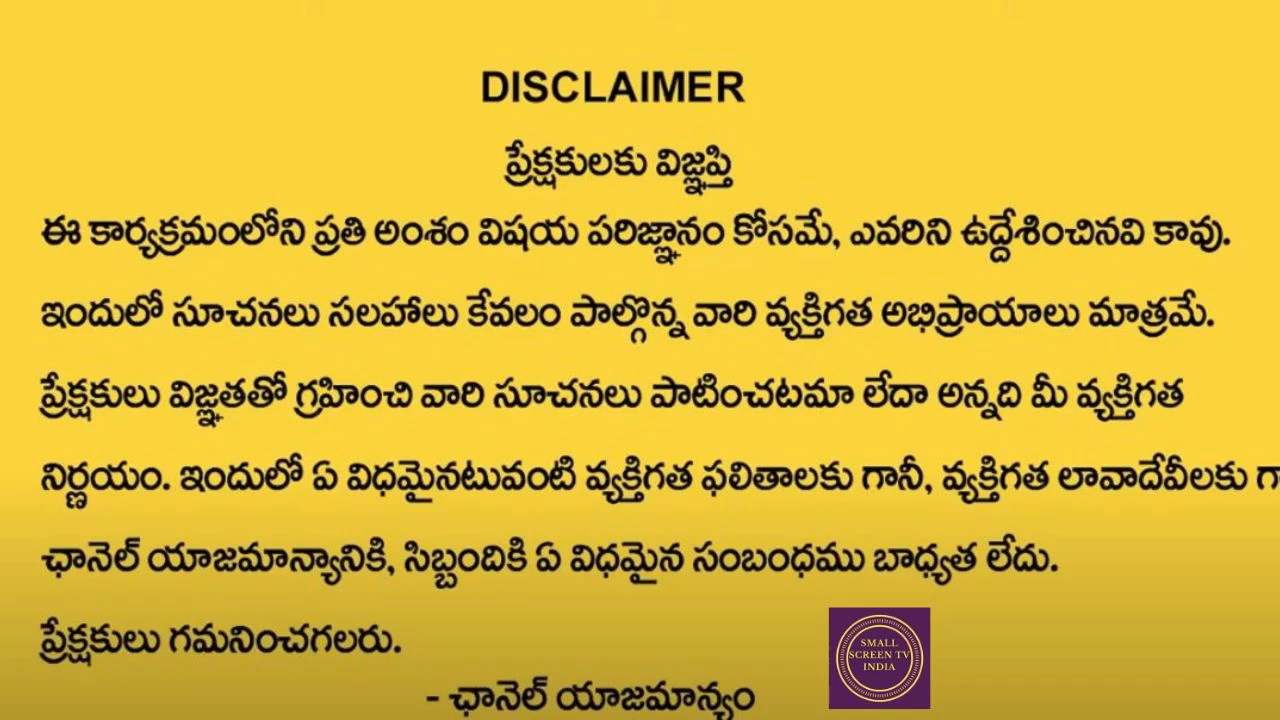 DISCLAIMER
ప్రేక్షకులకు విజ్ఞప్తి
ఈ కార్యక్రమంలోని ప్రతి అంశం విషయ పరిజ్ఞానం కోసమే, ఎవరిని ఉద్దేశించినవి కావు.
ఇందులో సూచనలు సలహాలు కేవలం పాల్గొన్న వారి వ్యక్తిగత అభిప్రాయాలు మాత్రమే.
ప్రేక్షకులు విజ్ఞతతో గ్రహించి వారి సూచనలు పాటించటమా లేదా అన్నది మీ వ్యక్తిగత
నిర్ణయం. ఇందులో ఏ విధమైనటువంటి వ్యక్తిగత ఫలితాలకు గానీ, వ్యక్తిగత లావాదేవీలకు
ఛానెల్ యాజమాన్యానికి, సిబ్బందికి ఏ విధమైన సంబంధము బాధ్యత లేదు.
ప్రేక్షకులు గమనించగలరు.
- ఛానెల్ యాజమాన్యం
SMALL
SCREEN TV
INDIA